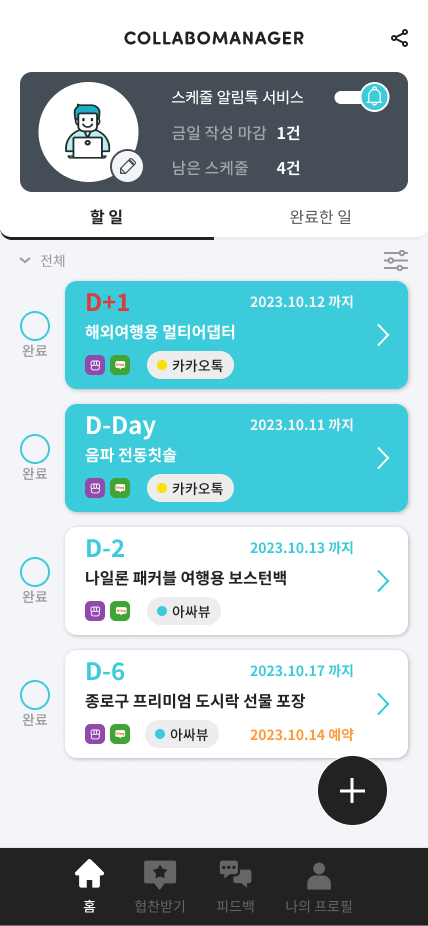 COLLABOMANAGER
스케줄 알림톡 서비스
금일 작성 마감 1건
남은 스케줄 4건
할 일 완료한 일
전체
D+1 2023.10.12 까지
해외여행용 멀티어댑터
완료
카카오톡
D-Day 2023.10.11 까지
음파 전동칫솔
완료
카카오톡
D-2 2023.10.13 까지
나일론 패커블 여행용 보스턴백
완료
아싸뷰
D-6 2023.10.17 까지
종로구 프리미엄 도시락 선물 포장
완료
아싸뷰 2023.10.14 예약
홈 협찬받기 피드백 나의 프로필